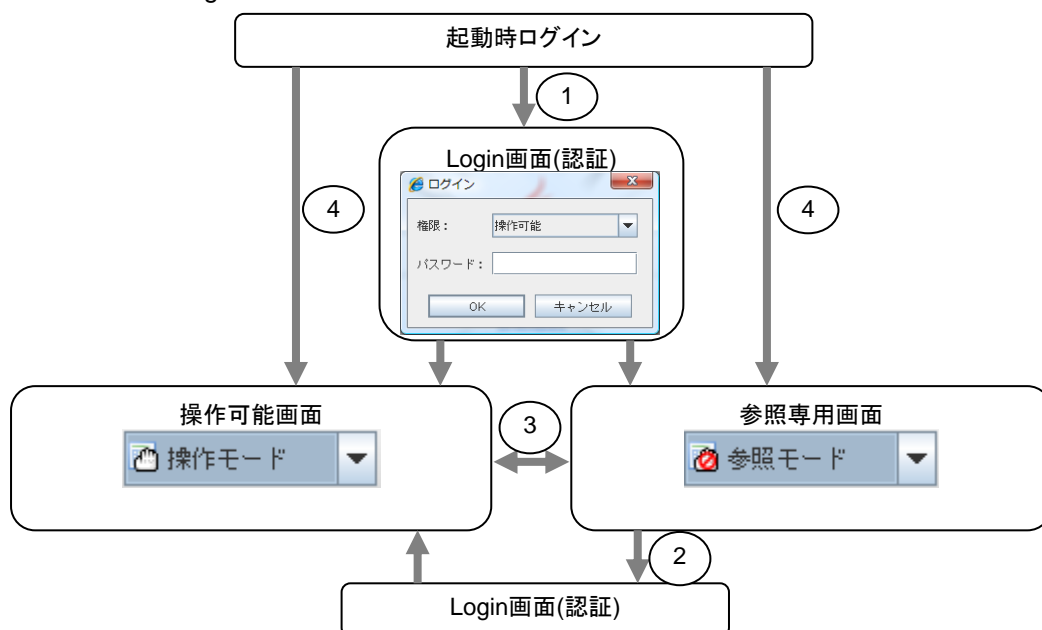 起動時ログイン
1
Login画面(認証)
ログイン
権限：
操作可能
パスワード：
OK
キャンセル
4
4
操作可能画面
操作モード
3
参照専用画面
参照モード
2
Login画面(認証)